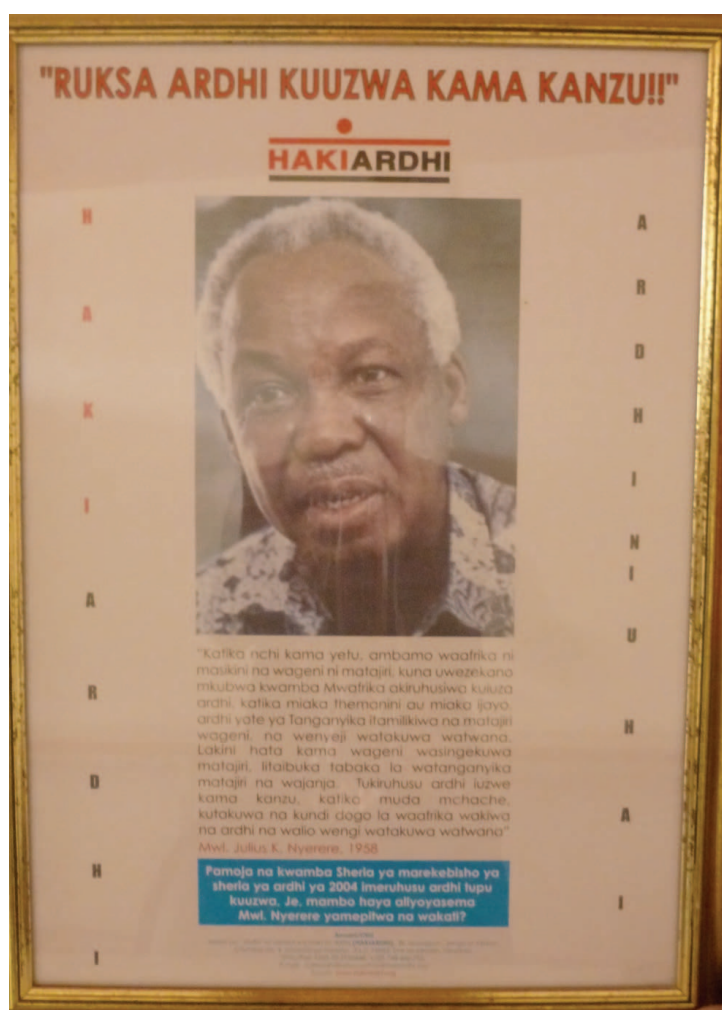 "RUKSA ARDHI KUUZWA KAMA KANZU!!"
HAKIARDHI
H
A
K
I
A
R
D
H
I
A
R
D
H
I
N
I
U
H
A
I
"Katika nchi kama yetu, ambamo waafrika ni
masikini na wageni ni matajiri, kuna uwezekano
mkubwa kwamba Mwafrika akiruhusiwa kuiuza
ardhi, katika miaka themanini au miaka ijayo,
ardhi yote ya Tanganyika itamilikiwa na matajiri
wageni, na wenyeji watakuwa watwana.
Lakini hata kama wageni wasingekuwa
matajiri, litaibuka tabaka la watanganyika
matajiri na wajanja. Tukiruhusu ardhi iuzwe
kama kanzu, katika muda mchache,
kutakuwa na kundi dogo la waafrika wakiwa
na ardhi na walio wengi watakuwa watwana"
Mwl. Julius K. Nyerere, 1958
Pamoja na kwamba Sheria ya marekebisho ya
sheria ya ardhi ya 2004 imeruhusu ardhi tupu
kuuzwa. Je, mambo haya aliyoyasema
Mwl. Nyerere yamepitwa na wakati?